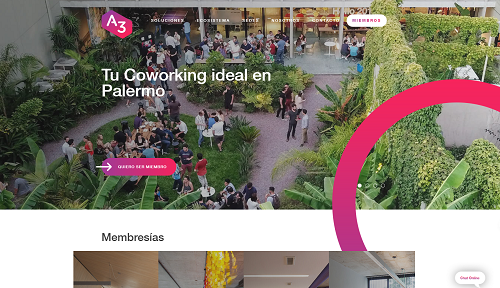 A3
SOLUCIONES ECOSISTEMA SEDES NOSOTROS CONTACTO MIEMBROS
Tu Coworking ideal en
Palermo
QUIERO SER MIEMBRO
Membresías
Chat Online